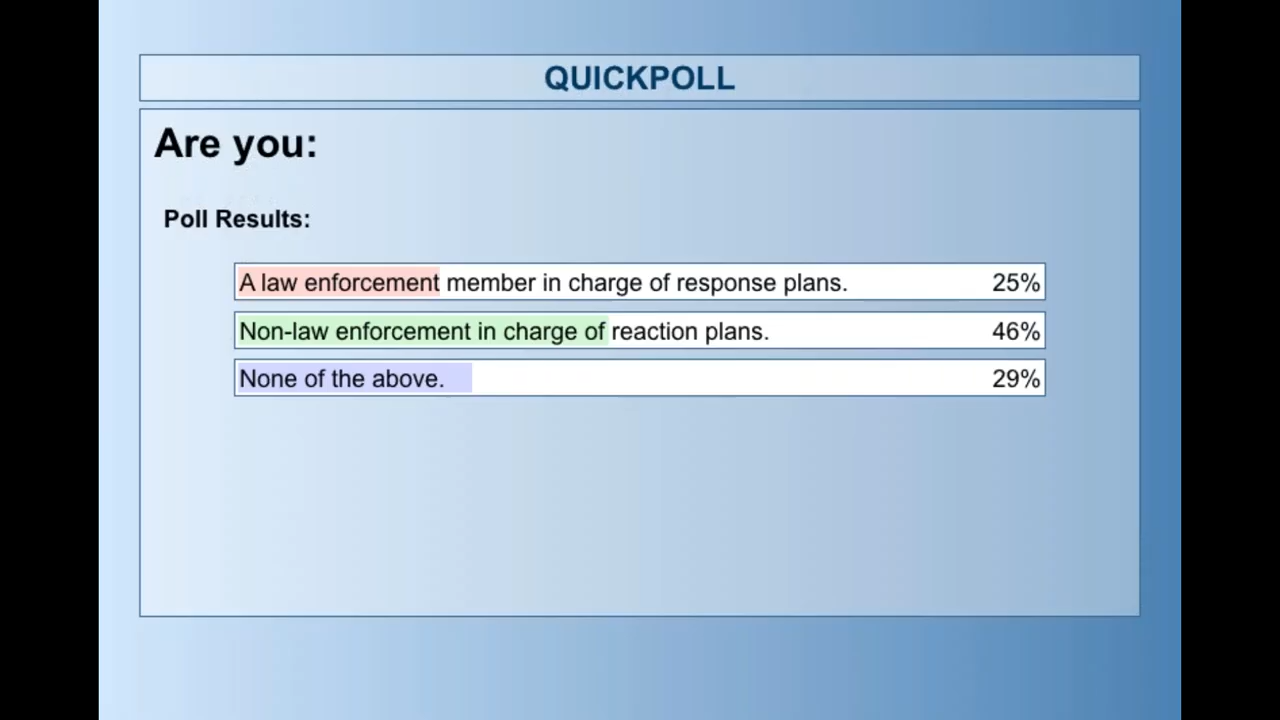 QUICKPOLL
Are you:
Poll Results:
A law enforcement member in charge of response plans. 25%
Non-law enforcement in charge of reaction plans. 46%
None of the above. 29%